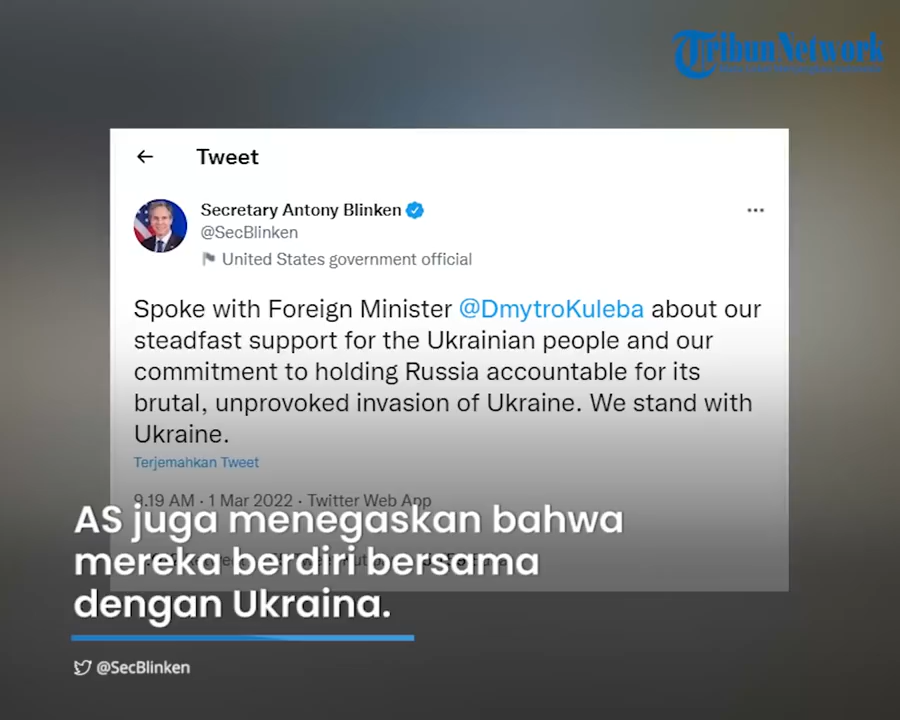 Tribun Network
Tweet
Secretary Antony Blinken
@SecBlinken
United States government official
Spoke with Foreign Minister @DmytroKuleba about our
steadfast support for the Ukrainian people and our
commitment to holding Russia accountable for its
brutal, unprovoked invasion of Ukraine. We stand with
Ukraine.
Terjemahkan Tweet
9.19 AM · 1 Mar 2022 · Twitter Web App
AS juga menegaskan bahwa
mereka berdiri bersama
dengan Ukraina.
@SecBlinken